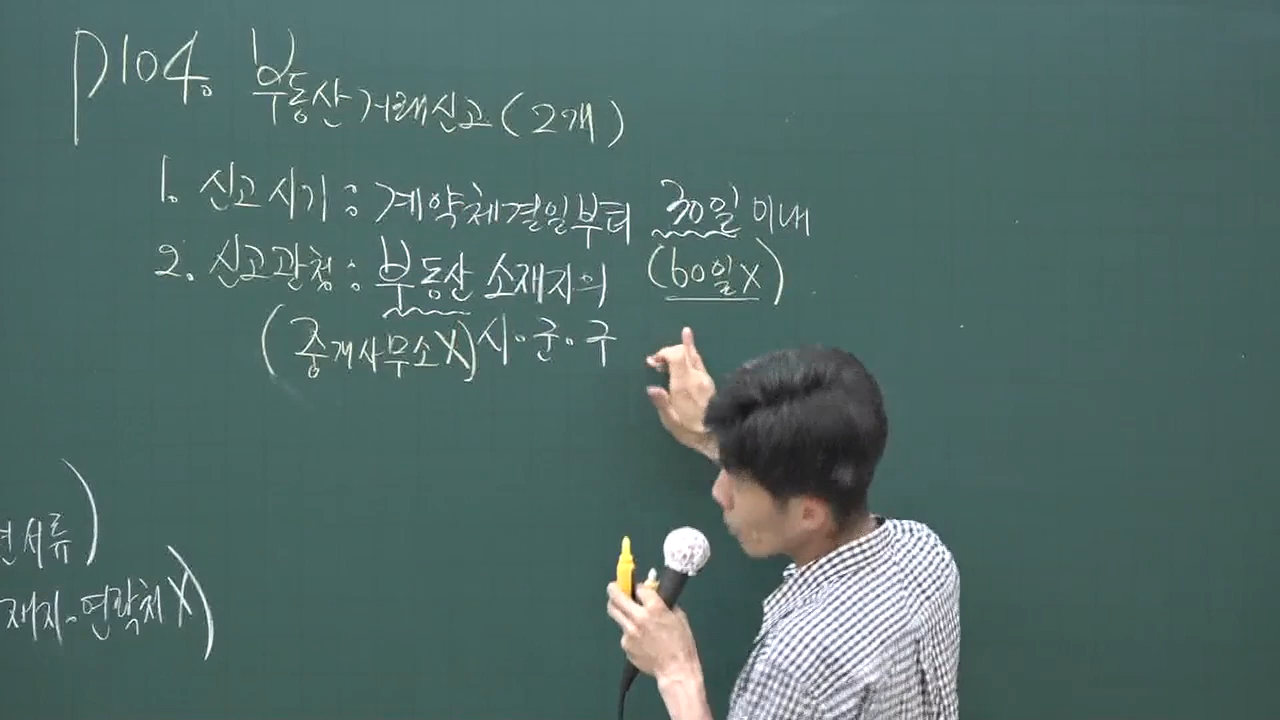 p104. 부동산거래신고(2개)
1. 신고시기 : 계약체결일부터 30일 이내
(60일X)
2. 신고관청 : 부동산 소재지의
(중개사무소X) 시·군·구
서류)
재지·연락처X)